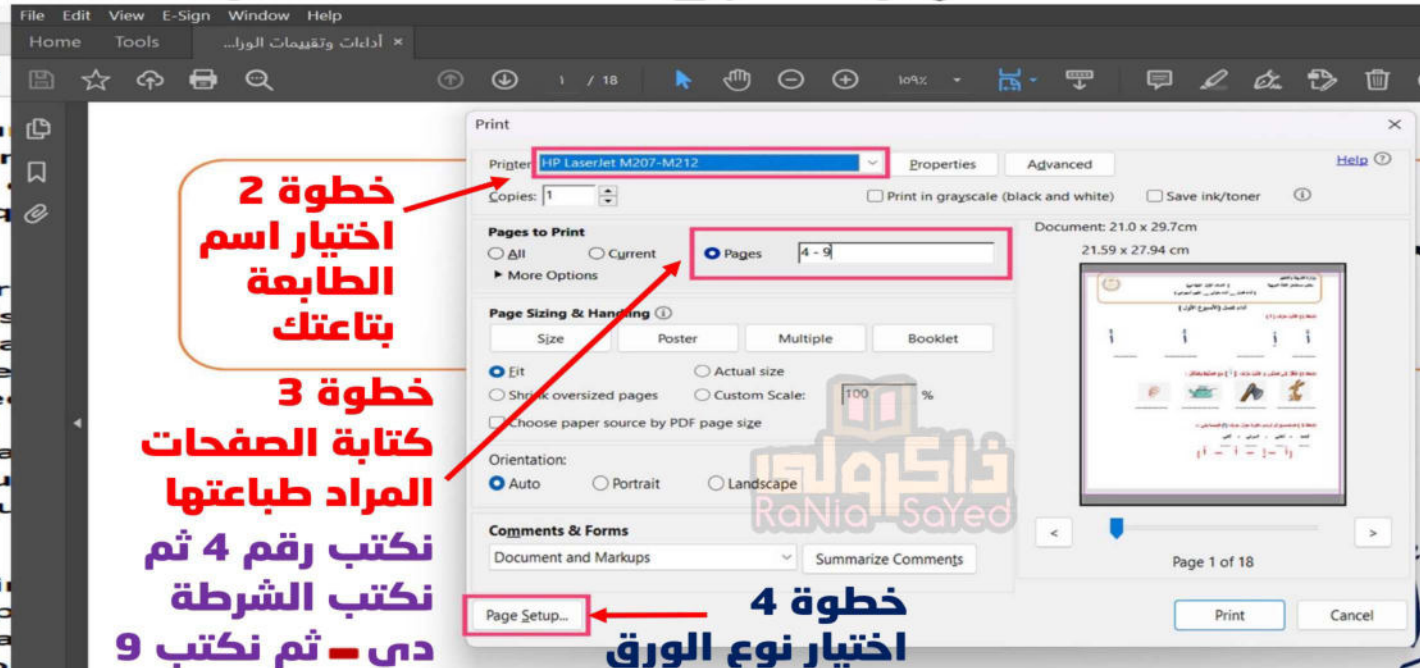 File Edit View E-Sign Window Help
Home Tools أداءات وتقييمات الورا... ×
١ / 18 ١٠٩٪
Print
Printer: HP LaserJet M207-M212 Properties Advanced Help
Copies: 1 Print in grayscale (black and white) Save ink/toner
خطوة 2
اختيار اسم
الطابعة
بتاعتك
Pages to Print
All Current Pages 4 - 9
More Options
Document: 21.0 x 29.7cm
21.59 x 27.94 cm
Page Sizing & Handling
Size Poster Multiple Booklet
Fit Actual size
Shrink oversized pages Custom Scale: 100 %
Choose paper source by PDF page size
Orientation:
Auto Portrait Landscape
خطوة 3
كتابة الصفحات
المراد طباعتها
نكتب رقم 4 ثم
نكتب الشرطة
دى – ثم نكتب 9
ذاكرولى
RaNia SaYed
Comments & Forms
Document and Markups Summarize Comments
< >
Page 1 of 18
Page Setup...
خطوة 4
اختيار نوع الورق
Print Cancel